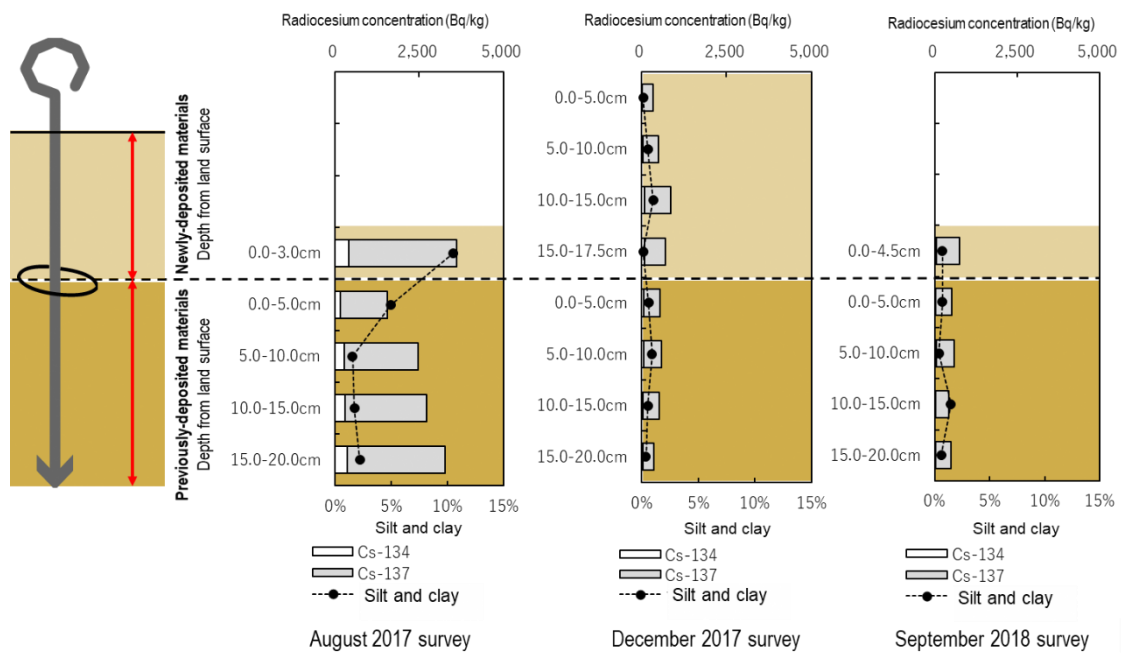 Radiocesium concentration (Bq/kg)
0 2,500 5,000
Radiocesium concentration (Bq/kg)
0 2,500 5,000
Radiocesium concentration (Bq/kg)
0 2,500 5,000
Newly-deposited materials
Depth from land surface
Previously-deposited materials
Depth from land surface
0.0-3.0cm
0.0-5.0cm
5.0-10.0cm
10.0-15.0cm
15.0-20.0cm
0% 5% 10% 15%
Silt and clay
Cs-134
Cs-137
Silt and clay
August 2017 survey
0.0-5.0cm
5.0-10.0cm
10.0-15.0cm
15.0-17.5cm
0.0-5.0cm
5.0-10.0cm
10.0-15.0cm
15.0-20.0cm
0% 5% 10% 15%
Silt and clay
Cs-134
Cs-137
Silt and clay
December 2017 survey
0.0-4.5cm
0.0-5.0cm
5.0-10.0cm
10.0-15.0cm
15.0-20.0cm
0% 5% 10% 15%
Silt and clay
Cs-134
Cs-137
Silt and clay
September 2018 survey